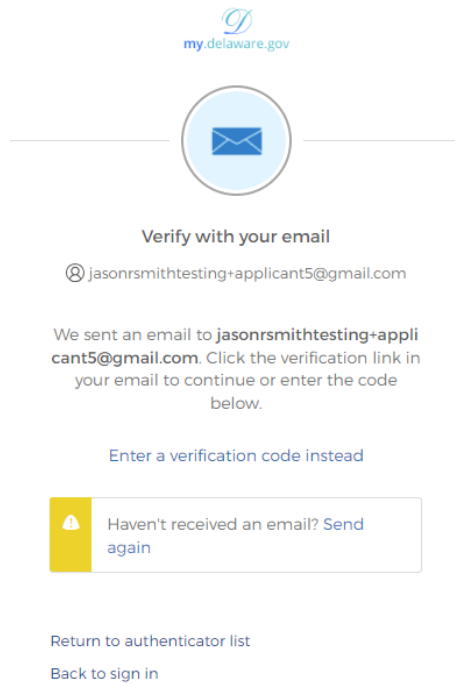 D
my.delaware.gov
Verify with your email
jasonrsmithtesting+applicant5@gmail.com
We sent an email to jasonrsmithtesting+appli
cant5@gmail.com. Click the verification link in
your email to continue or enter the code
below.
Enter a verification code instead
Haven't received an email? Send
again
Return to authenticator list
Back to sign in